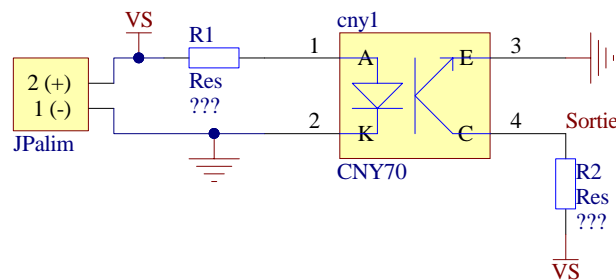 VS
cny1
R1
1
A
E
3
2 (+)
Res
1 (-)
???
2
K
C
4
Sortie
JPalim
CNY70
R2
Res
???
VS